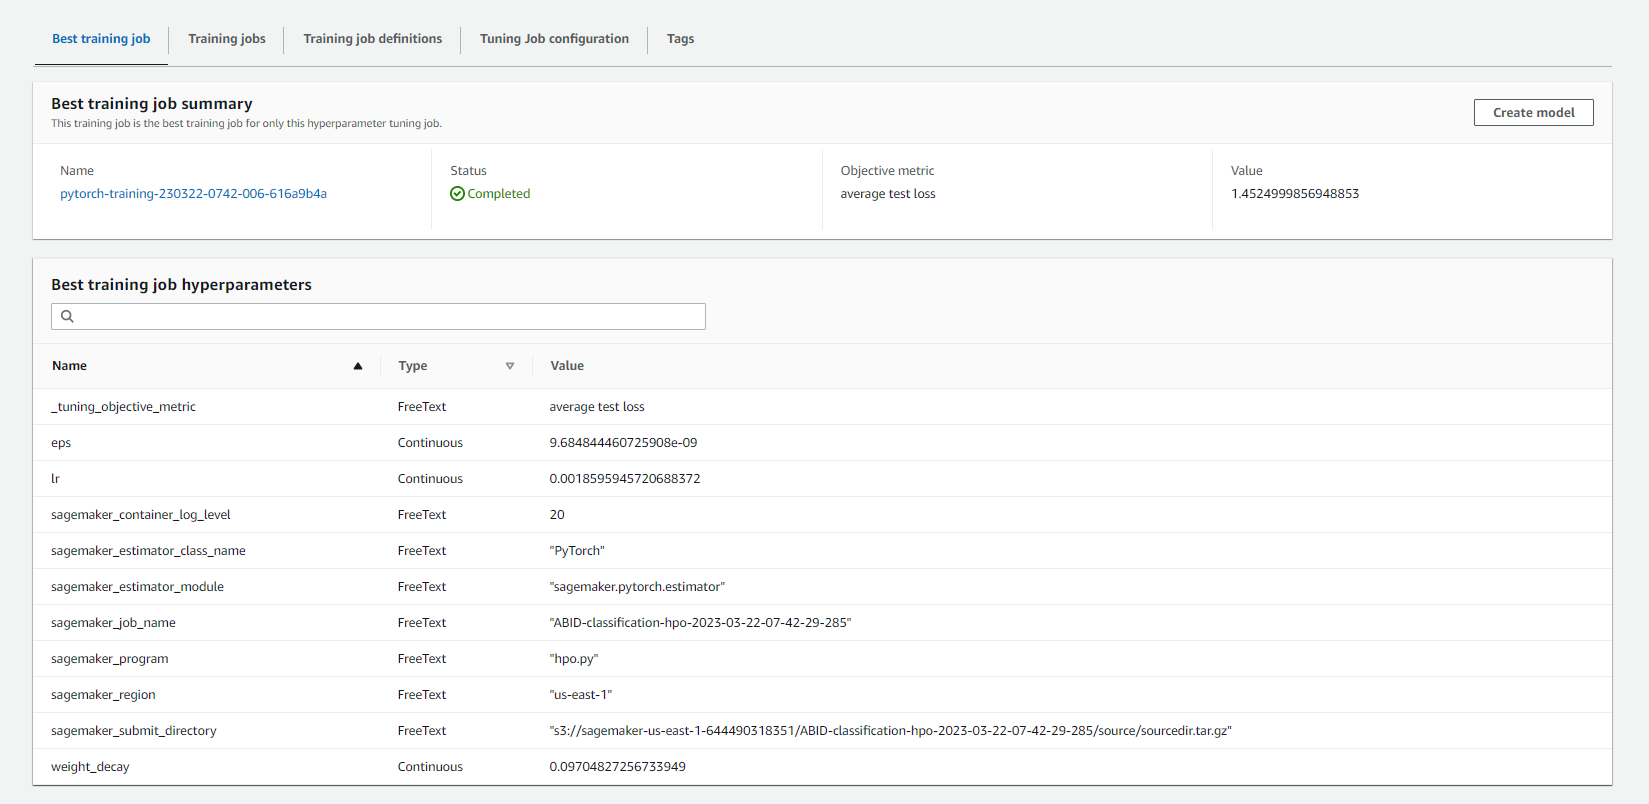 Best training job Training jobs Training job definitions Tuning Job configuration Tags
Best training job summary
This training job is the best training job for only this hyperparameter tuning job.
Create model
Name Status Objective metric Value
pytorch-training-230322-0742-006-616a9b4a Completed average test loss 1.4524999856948853
Best training job hyperparameters
Name Type Value
_tuning_objective_metric FreeText average test loss
eps Continuous 9.684844460725908e-09
lr Continuous 0.0018595945720688372
sagemaker_container_log_level FreeText 20
sagemaker_estimator_class_name FreeText "PyTorch"
sagemaker_estimator_module FreeText "sagemaker.pytorch.estimator"
sagemaker_job_name FreeText "ABID-classification-hpo-2023-03-22-07-42-29-285"
sagemaker_program FreeText "hpo.py"
sagemaker_region FreeText "us-east-1"
sagemaker_submit_directory FreeText "s3://sagemaker-us-east-1-644490318351/ABID-classification-hpo-2023-03-22-07-42-29-285/source/sourcedir.tar.gz"
weight_decay Continuous 0.09704827256733949